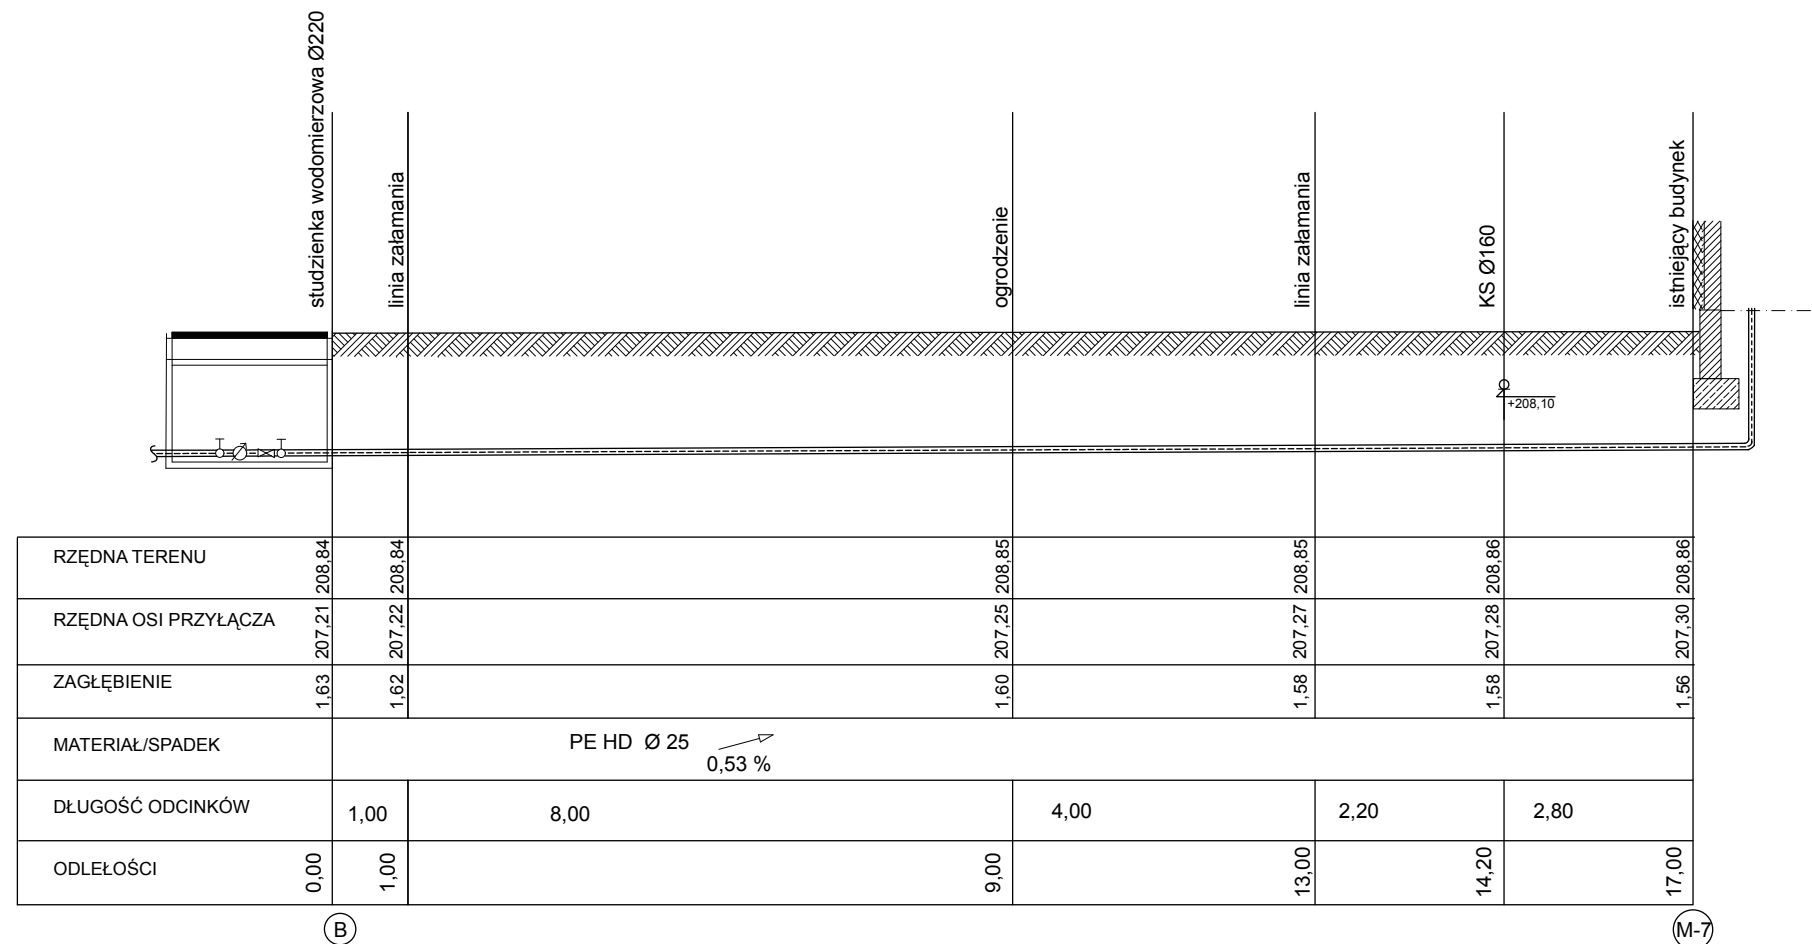 studzienka wodomierzowa Ø220
linia załamania
ogrodzenie
linia załamania
KS Ø160
istniejący budynek
+208,10
RZĘDNA TERENU 208,84 208,84 208,85 208,85 208,86 208,86
RZĘDNA OSI PRZYŁĄCZA 207,21 207,22 207,25 207,27 207,28 207,30
ZAGŁĘBIENIE 1,63 1,62 1,60 1,58 1,58 1,56
MATERIAŁ/SPADEK PE HD Ø 25
0,53 %
DŁUGOŚĆ ODCINKÓW 1,00 8,00 4,00 2,20 2,80
ODLEŁOŚCI 0,00 1,00 9,00 13,00 14,20 17,00
B M-7